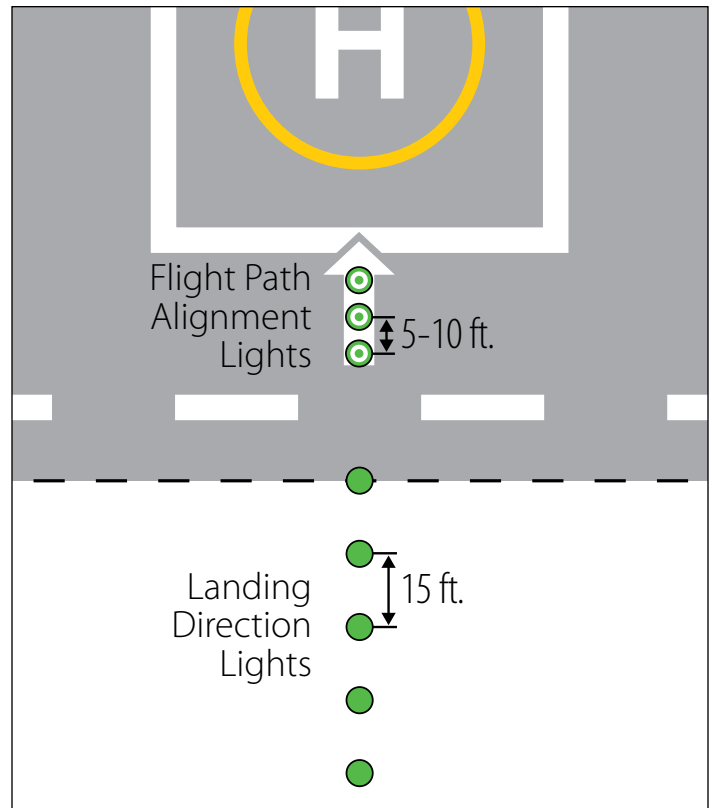 H
Flight Path
Alignment
Lights
5-10 ft.
Landing
Direction
Lights
15 ft.